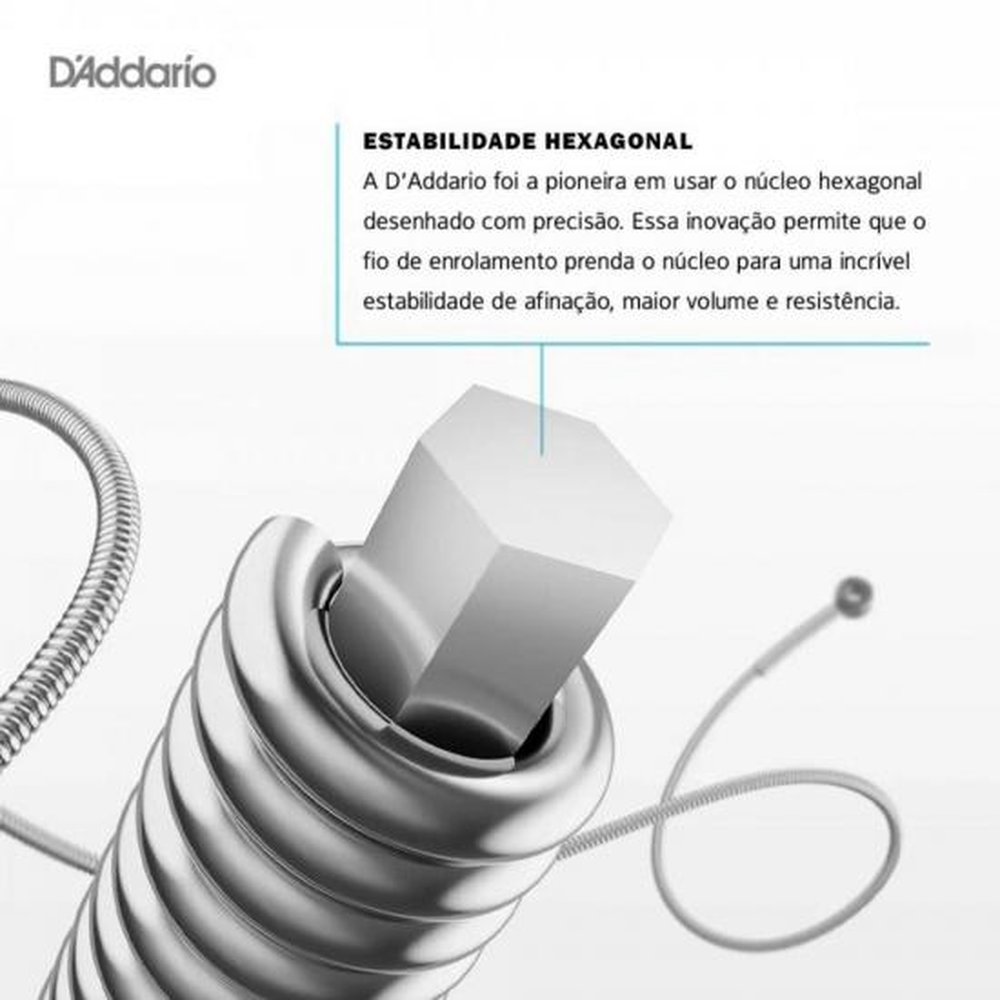 D'Addario
ESTABILIDADE HEXAGONAL
A D'Addario foi a pioneira em usar o núcleo hexagonal
desenhado com precisão. Essa inovação permite que o
fio de enrolamento prenda o núcleo para uma incrível
estabilidade de afinação, maior volume e resistência.